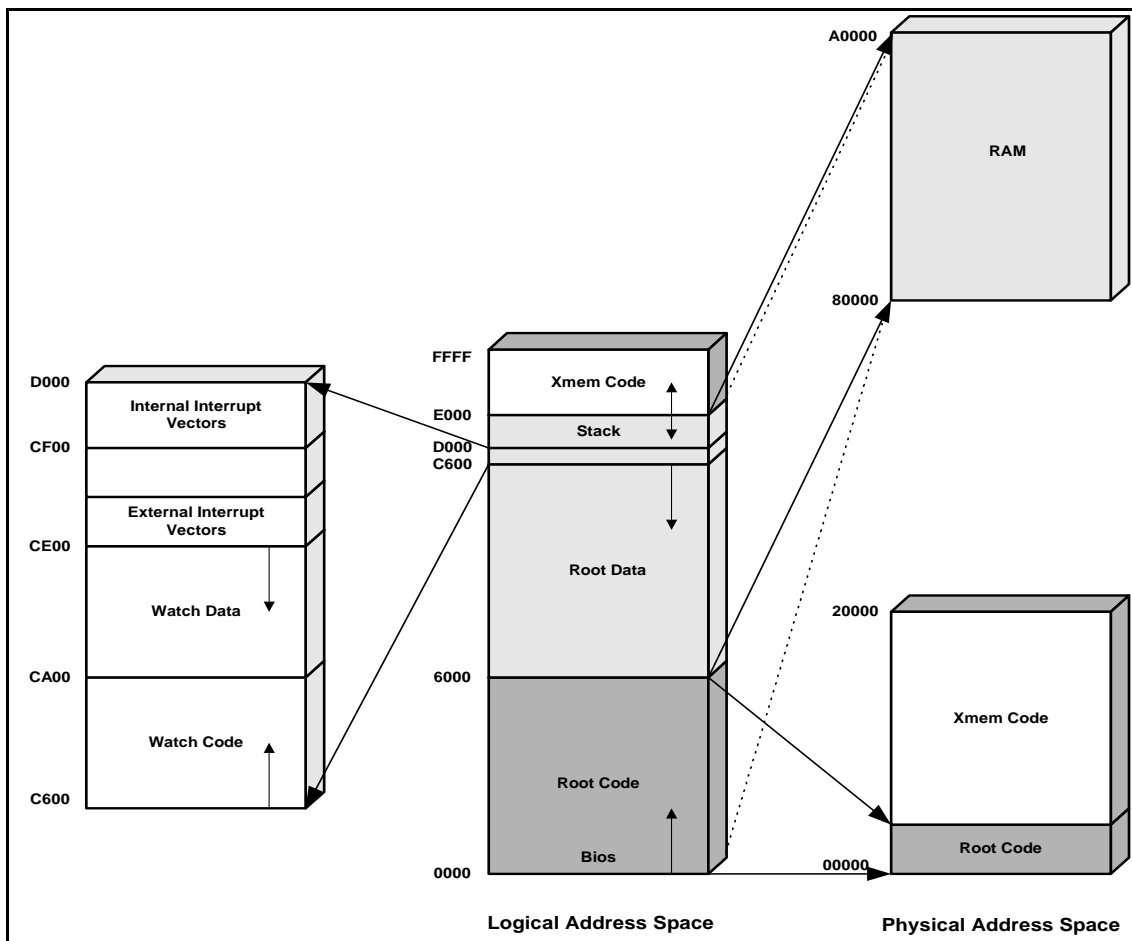 D000
Internal Interrupt
Vectors
CF00
External Interrupt
Vectors
CE00
Watch Data
CA00
Watch Code
C600
FFFF
Xmem Code
E000
Stack
D000
C600
Root Data
6000
Root Code
Bios
0000
Logical Address Space
A0000
RAM
80000
20000
Xmem Code
Root Code
00000
Physical Address Space